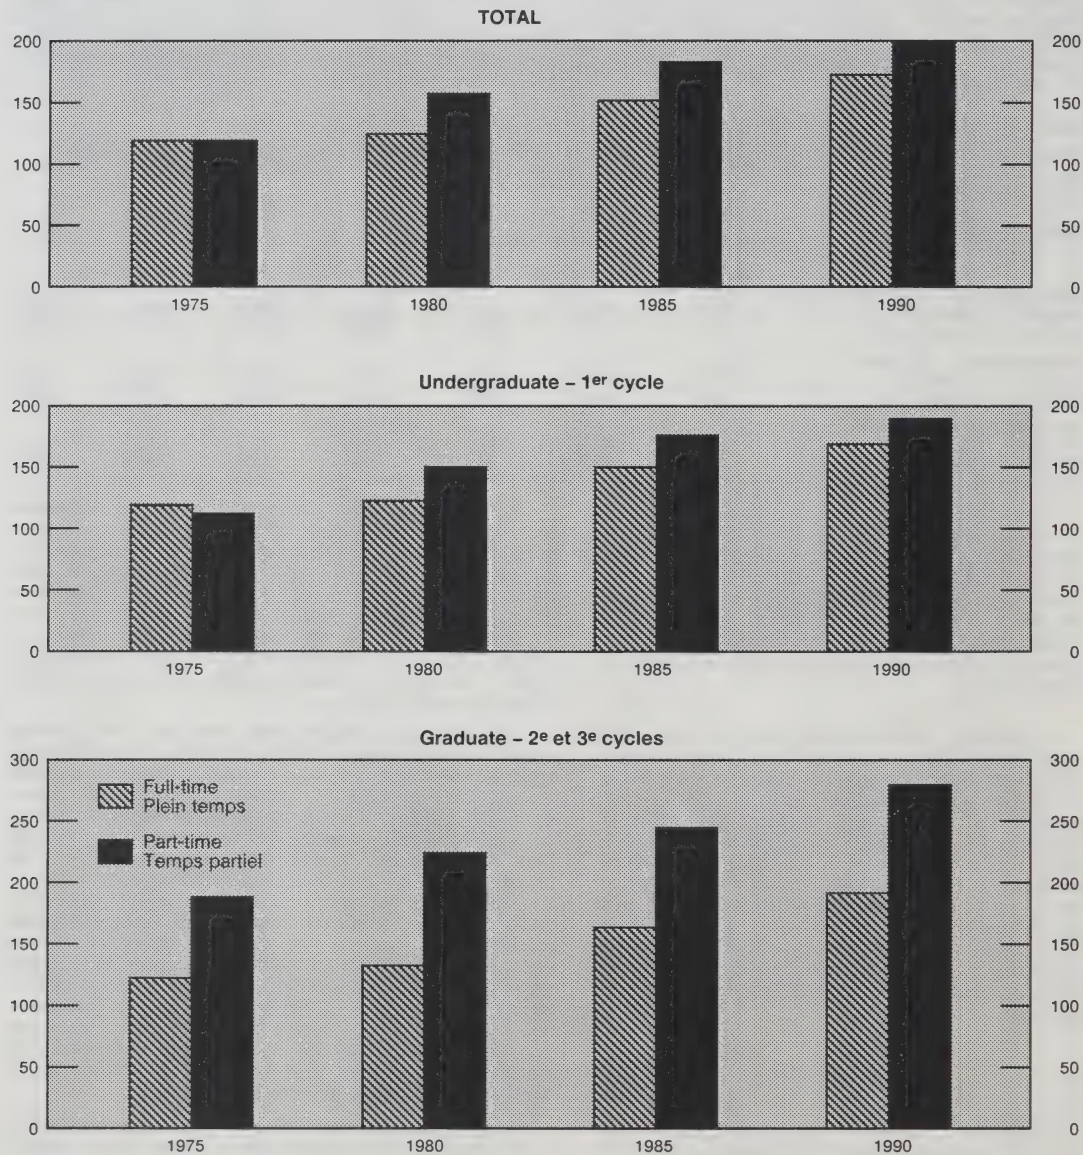 TOTAL
200 200
150 150
100 100
50 50
0 0
1975 1980 1985 1990
Undergraduate – 1er cycle
200 200
150 150
100 100
50 50
0 0
1975 1980 1985 1990
Graduate – 2e et 3e cycles
300 300
250 250
200 200
150 150
100 100
50 50
0 0
Full-time
Plein temps
Part-time
Temps partiel
1975 1980 1985 1990